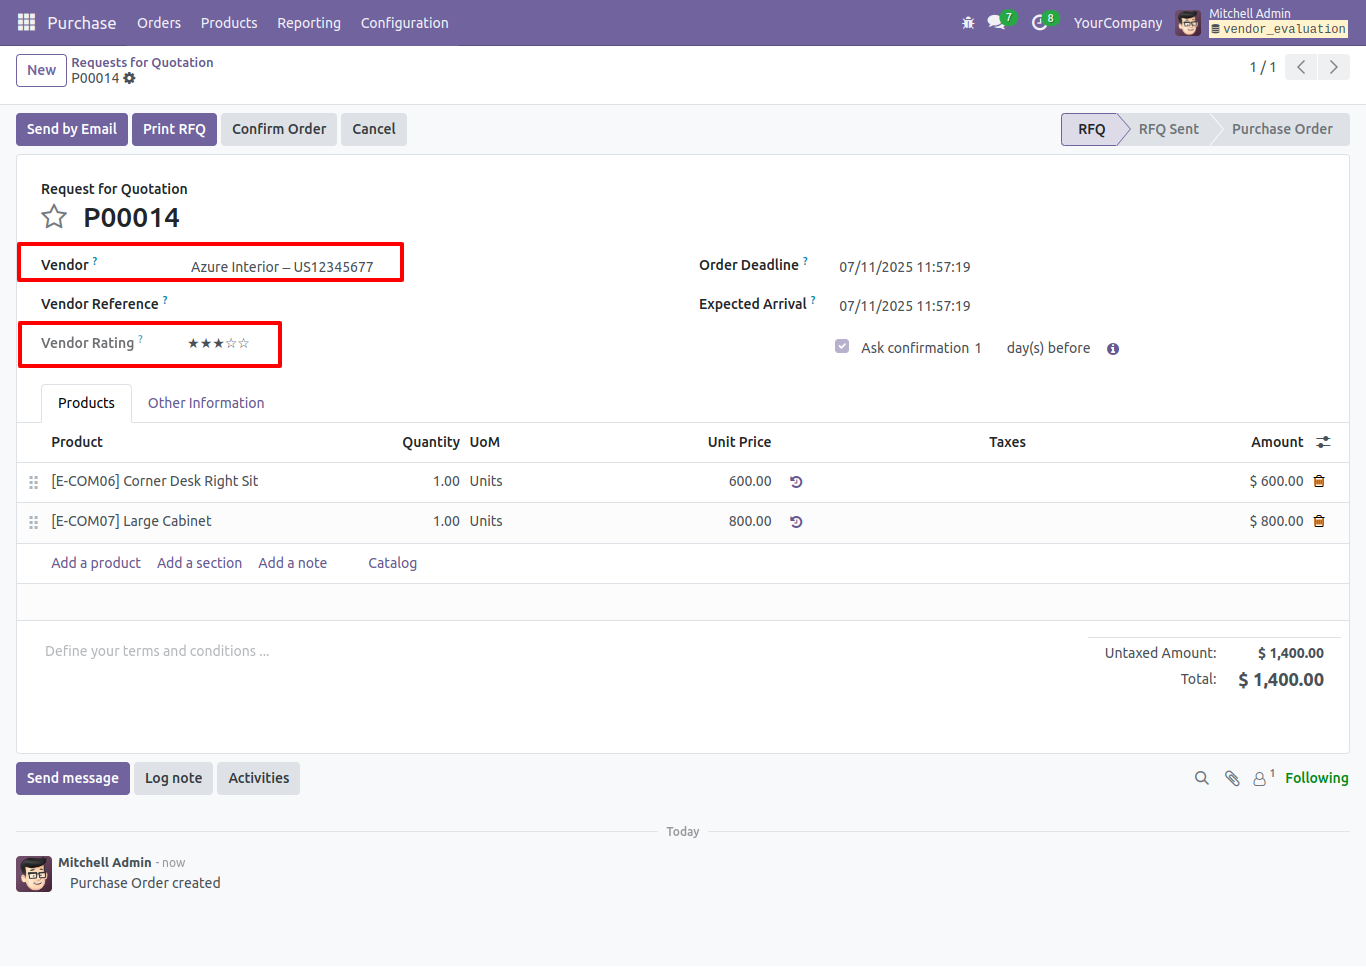 Purchase Orders Products Reporting Configuration 7 8 YourCompany Mitchell Admin
vendor_evaluation
New Requests for Quotation
P00014
1 / 1
Send by Email Print RFQ Confirm Order Cancel RFQ RFQ Sent Purchase Order
Request for Quotation
P00014
Vendor ? Azure Interior – US12345677 Order Deadline ? 07/11/2025 11:57:19
Vendor Reference ? Expected Arrival ? 07/11/2025 11:57:19
Vendor Rating ? ★★★☆☆ Ask confirmation 1 day(s) before
Products Other Information
Product Quantity UoM Unit Price Taxes Amount
[E-COM06] Corner Desk Right Sit 1.00 Units 600.00 $ 600.00
[E-COM07] Large Cabinet 1.00 Units 800.00 $ 800.00
Add a product Add a section Add a note Catalog
Define your terms and conditions ... Untaxed Amount: $ 1,400.00
Total: $ 1,400.00
Send message Log note Activities 1 Following
Today
Mitchell Admin - now
Purchase Order created